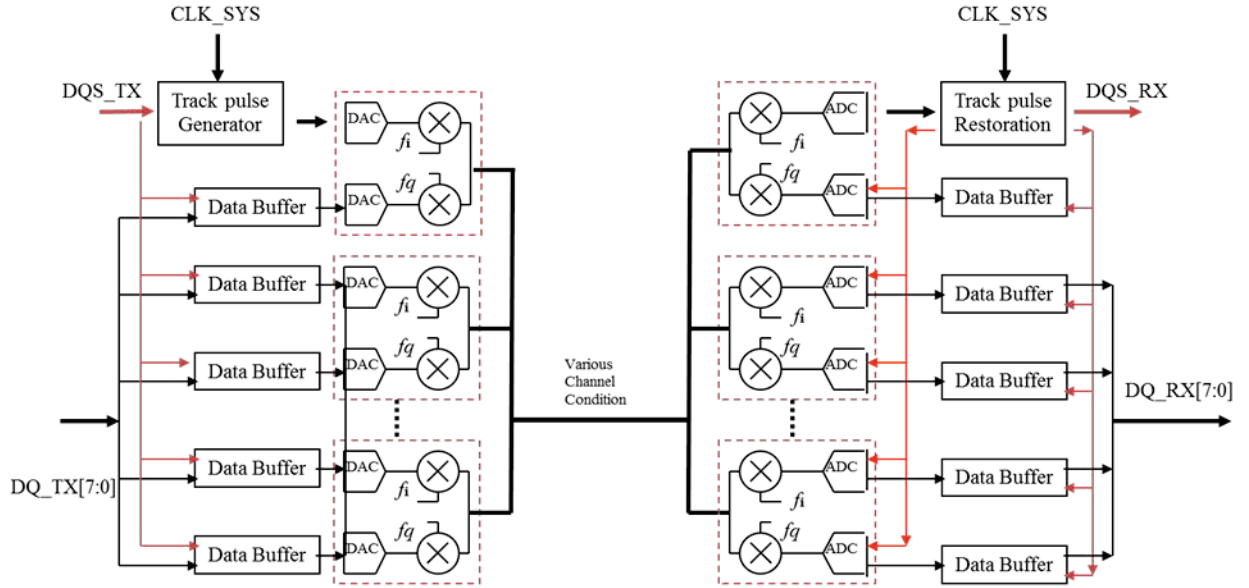 CLK_SYS
CLK_SYS
DQS_TX
Track pulse
Generator
DAC
fi
fq
DAC
Data Buffer
Data Buffer
DAC
fi
fq
Data Buffer
DAC
Data Buffer
DAC
fi
DQ_TX[7:0]
fq
Data Buffer
DAC
Various
Channel
Condition
ADC
fi
fq
ADC
Track pulse
Restoration
DQS_RX
Data Buffer
ADC
fi
Data Buffer
fq
ADC
Data Buffer
DQ_RX[7:0]
ADC
fi
Data Buffer
fq
ADC
Data Buffer